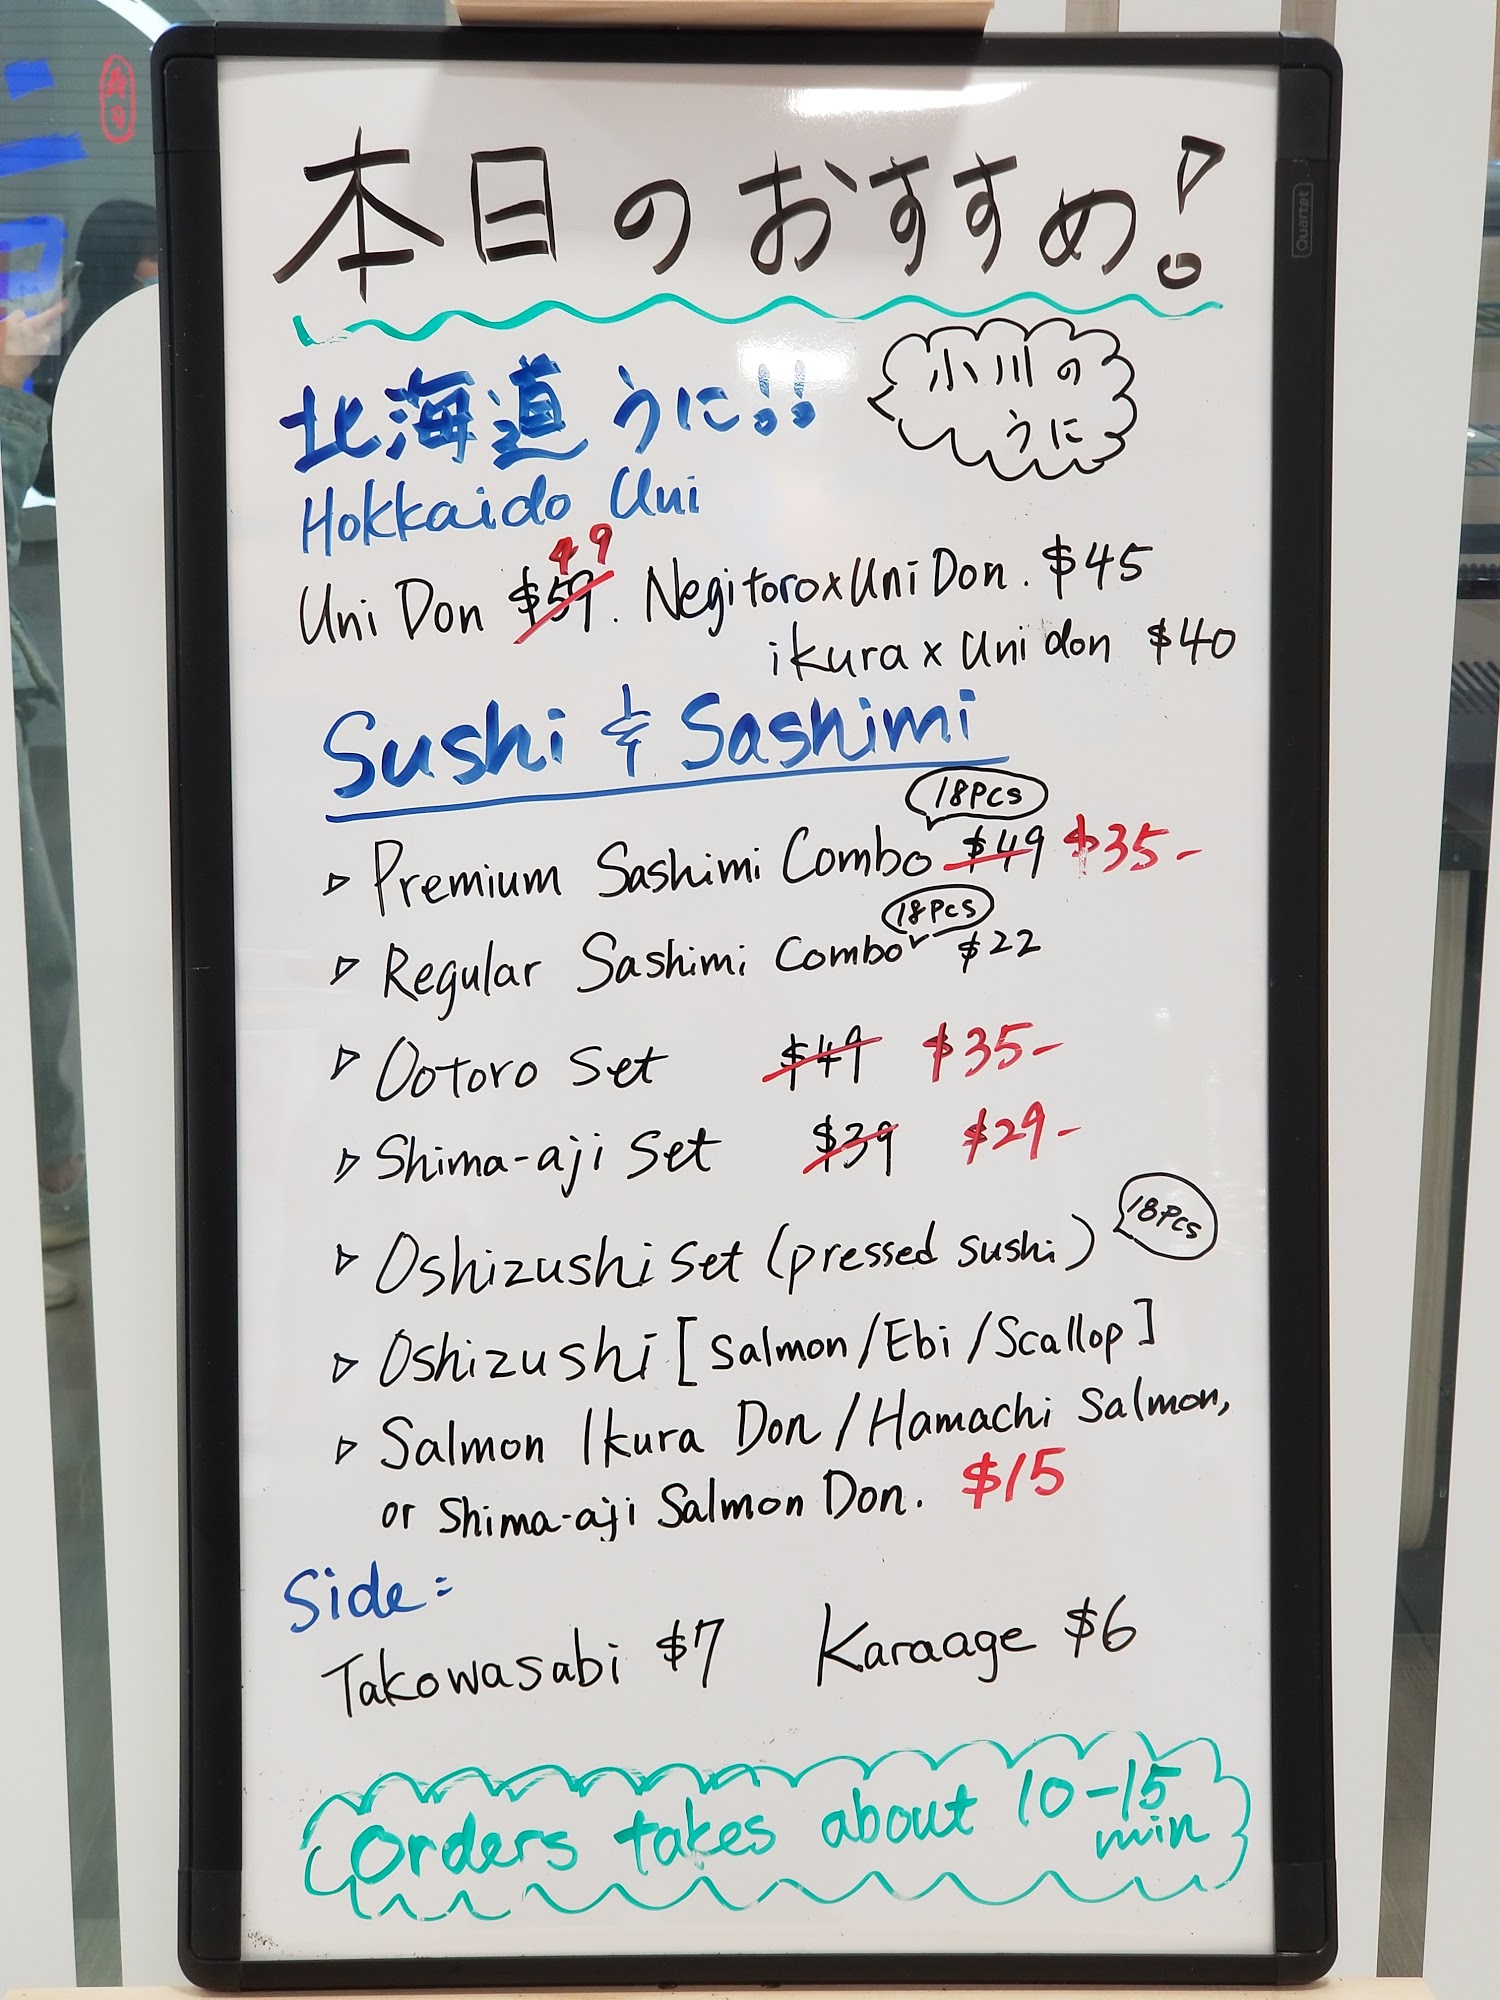 本日のおすすめ!
北海道 うに!!
小川の
うに
Hokkaido Uni
Uni Don $59 49. Negitoro x Uni Don. $45
ikura x Uni don $40
Sushi & Sashimi
18pcs
▷ Premium Sashimi Combo $49 $35-
18pcs
▷ Regular Sashimi Combo $22
▷ Ootoro Set $49 $35-
▷ Shima-aji Set $39 $29-
▷ Oshizushi Set (pressed sushi) 18pcs
▷ Oshizushi [Salmon/Ebi/Scallop]
▷ Salmon Ikura Don / Hamachi Salmon,
or Shima-aji Salmon Don. $15
Side:
Takowasabi $7 Karaage $6
Orders takes about 10-15
min
Quartet